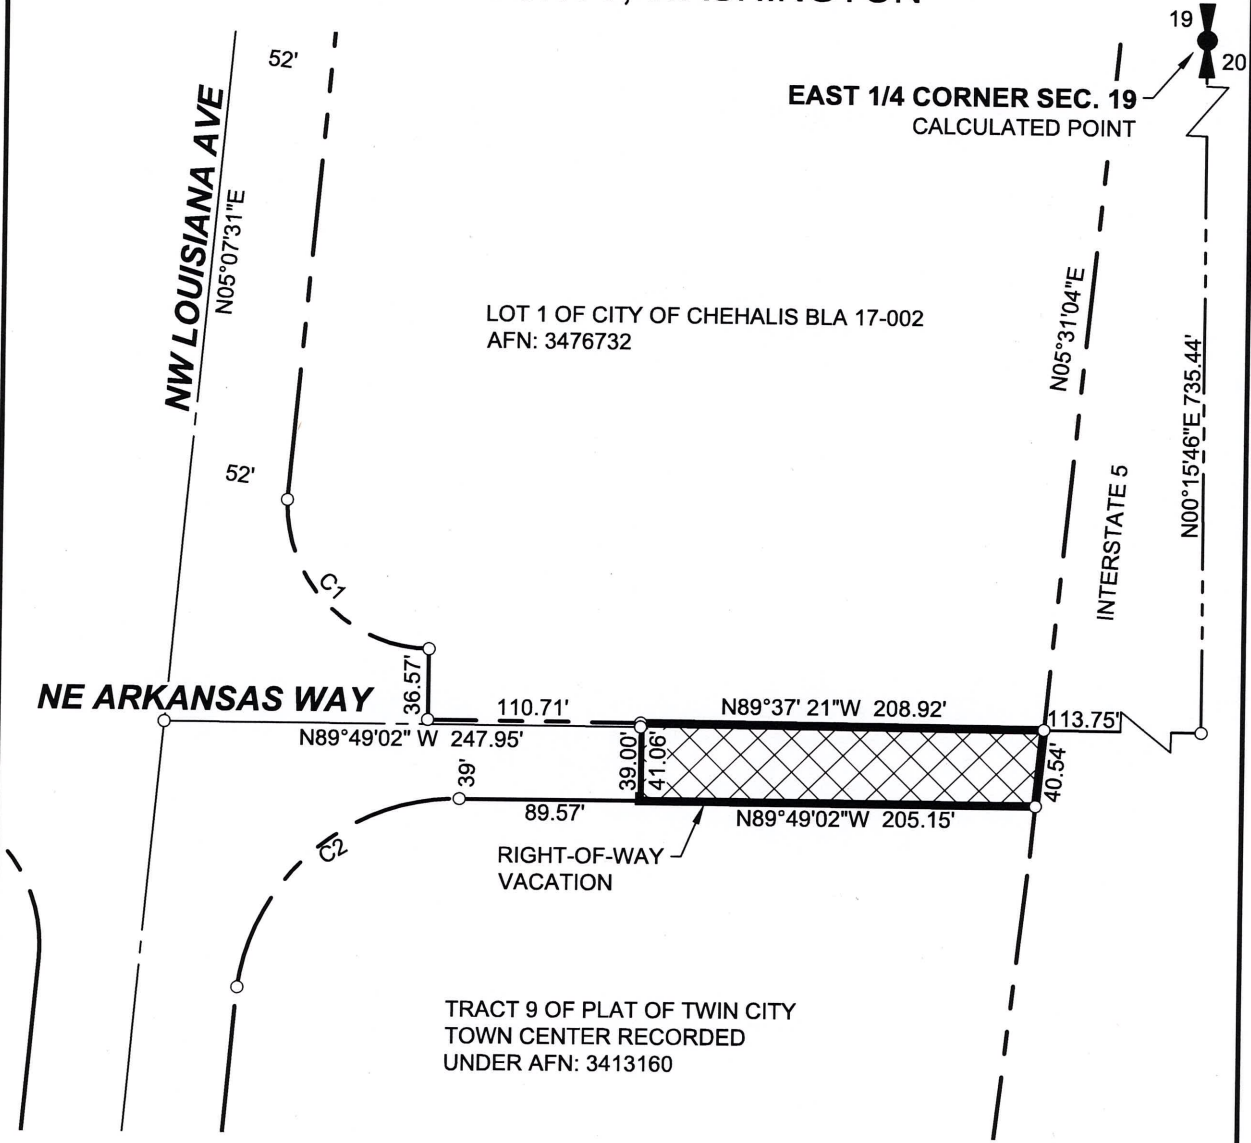 19
52'
20
EAST 1/4 CORNER SEC. 19
CALCULATED POINT
NW LOUISIANA AVE
N05°07'31"E
LOT 1 OF CITY OF CHEHALIS BLA 17-002
AFN: 3476732
N05°31'04"E
N00°15'46"E 735.44'
52'
INTERSTATE 5
C1
36.57'
NE ARKANSAS WAY
110.71'
N89°37' 21"W 208.92'
113.75'
N89°49'02" W 247.95'
39'
39.00'
41.06'
40.54'
89.57'
N89°49'02"W 205.15'
C2
RIGHT-OF-WAY
VACATION
TRACT 9 OF PLAT OF TWIN CITY
TOWN CENTER RECORDED
UNDER AFN: 3413160